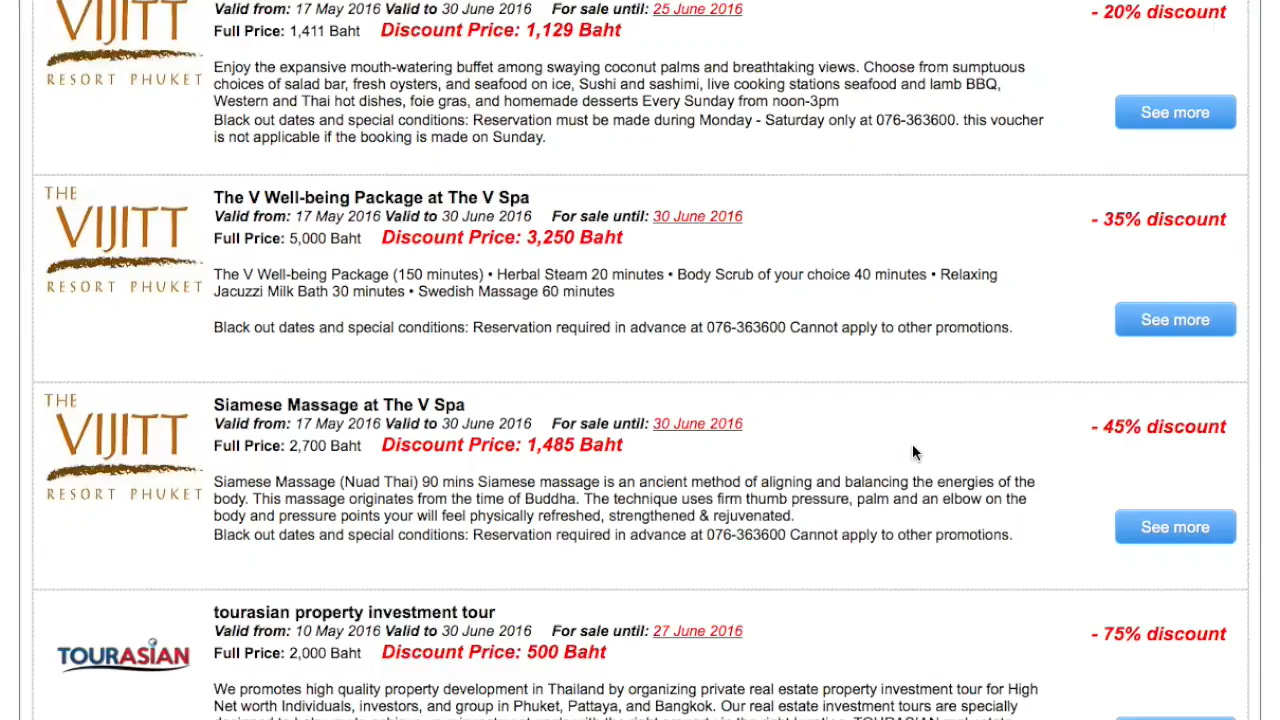 VIJITT
RESORT PHUKET
Valid from: 17 May 2016 Valid to 30 June 2016 For sale until: 25 June 2016
- 20% discount
Full Price: 1,411 Baht Discount Price: 1,129 Baht
Enjoy the expansive mouth-watering buffet among swaying coconut palms and breathtaking views. Choose from sumptuous
choices of salad bar, fresh oysters, and seafood on ice, Sushi and sashimi, live cooking stations seafood and lamb BBQ,
Western and Thai hot dishes, foie gras, and homemade desserts Every Sunday from noon-3pm
Black out dates and special conditions: Reservation must be made during Monday - Saturday only at 076-363600. this voucher
is not applicable if the booking is made on Sunday.
See more
THE
VIJITT
RESORT PHUKET
The V Well-being Package at The V Spa
Valid from: 17 May 2016 Valid to 30 June 2016 For sale until: 30 June 2016
- 35% discount
Full Price: 5,000 Baht Discount Price: 3,250 Baht
The V Well-being Package (150 minutes) • Herbal Steam 20 minutes • Body Scrub of your choice 40 minutes • Relaxing
Jacuzzi Milk Bath 30 minutes • Swedish Massage 60 minutes
Black out dates and special conditions: Reservation required in advance at 076-363600 Cannot apply to other promotions.
See more
THE
VIJITT
RESORT PHUKET
Siamese Massage at The V Spa
Valid from: 17 May 2016 Valid to 30 June 2016 For sale until: 30 June 2016
- 45% discount
Full Price: 2,700 Baht Discount Price: 1,485 Baht
Siamese Massage (Nuad Thai) 90 mins Siamese massage is an ancient method of aligning and balancing the energies of the
body. This massage originates from the time of Buddha. The technique uses firm thumb pressure, palm and an elbow on the
body and pressure points your will feel physically refreshed, strengthened & rejuvenated.
Black out dates and special conditions: Reservation required in advance at 076-363600 Cannot apply to other promotions.
See more
TOURASIAN
tourasian property investment tour
Valid from: 10 May 2016 Valid to 30 June 2016 For sale until: 27 June 2016
- 75% discount
Full Price: 2,000 Baht Discount Price: 500 Baht
We promotes high quality property development in Thailand by organizing private real estate property investment tour for High
Net worth Individuals, investors, and group in Phuket, Pattaya, and Bangkok. Our real estate investment tours are specially